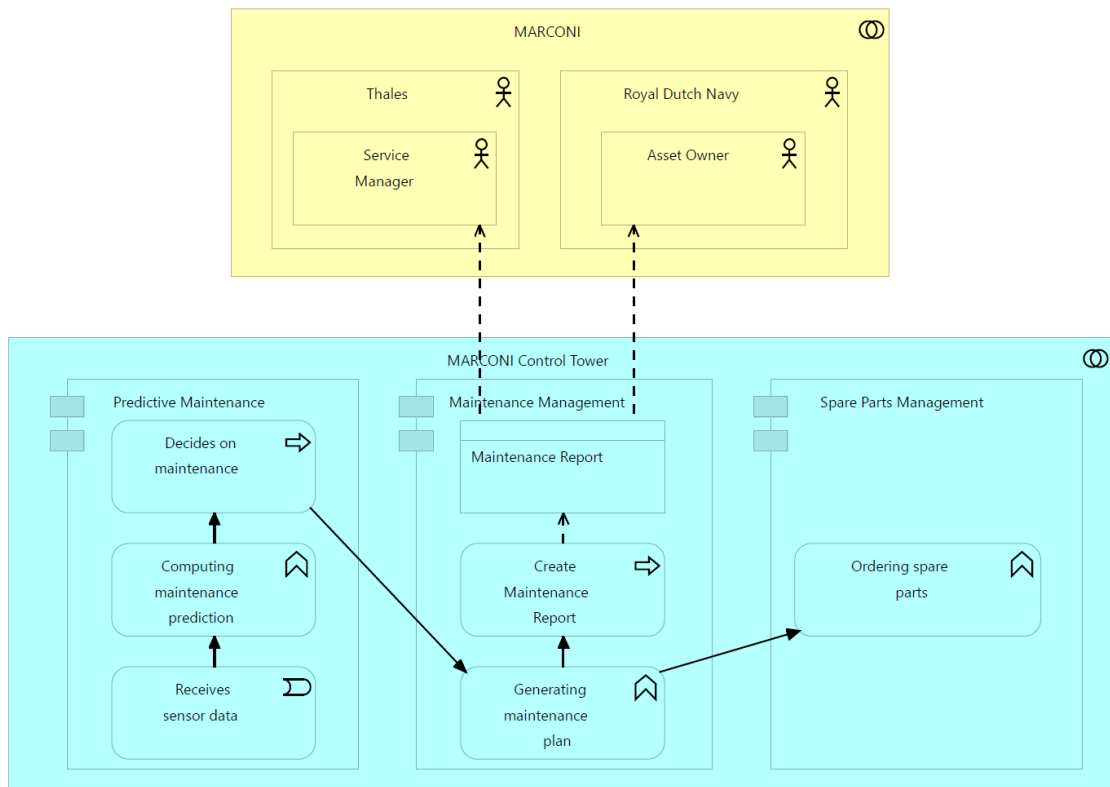 MARCONI
Thales
Royal Dutch Navy
Service
Manager
Asset Owner
MARCONI Control Tower
Predictive Maintenance
Maintenance Management
Spare Parts Management
Decides on
maintenance
Maintenance Report
Computing
maintenance
prediction
Create
Maintenance
Report
Ordering spare
parts
Receives
sensor data
Generating
maintenance
plan